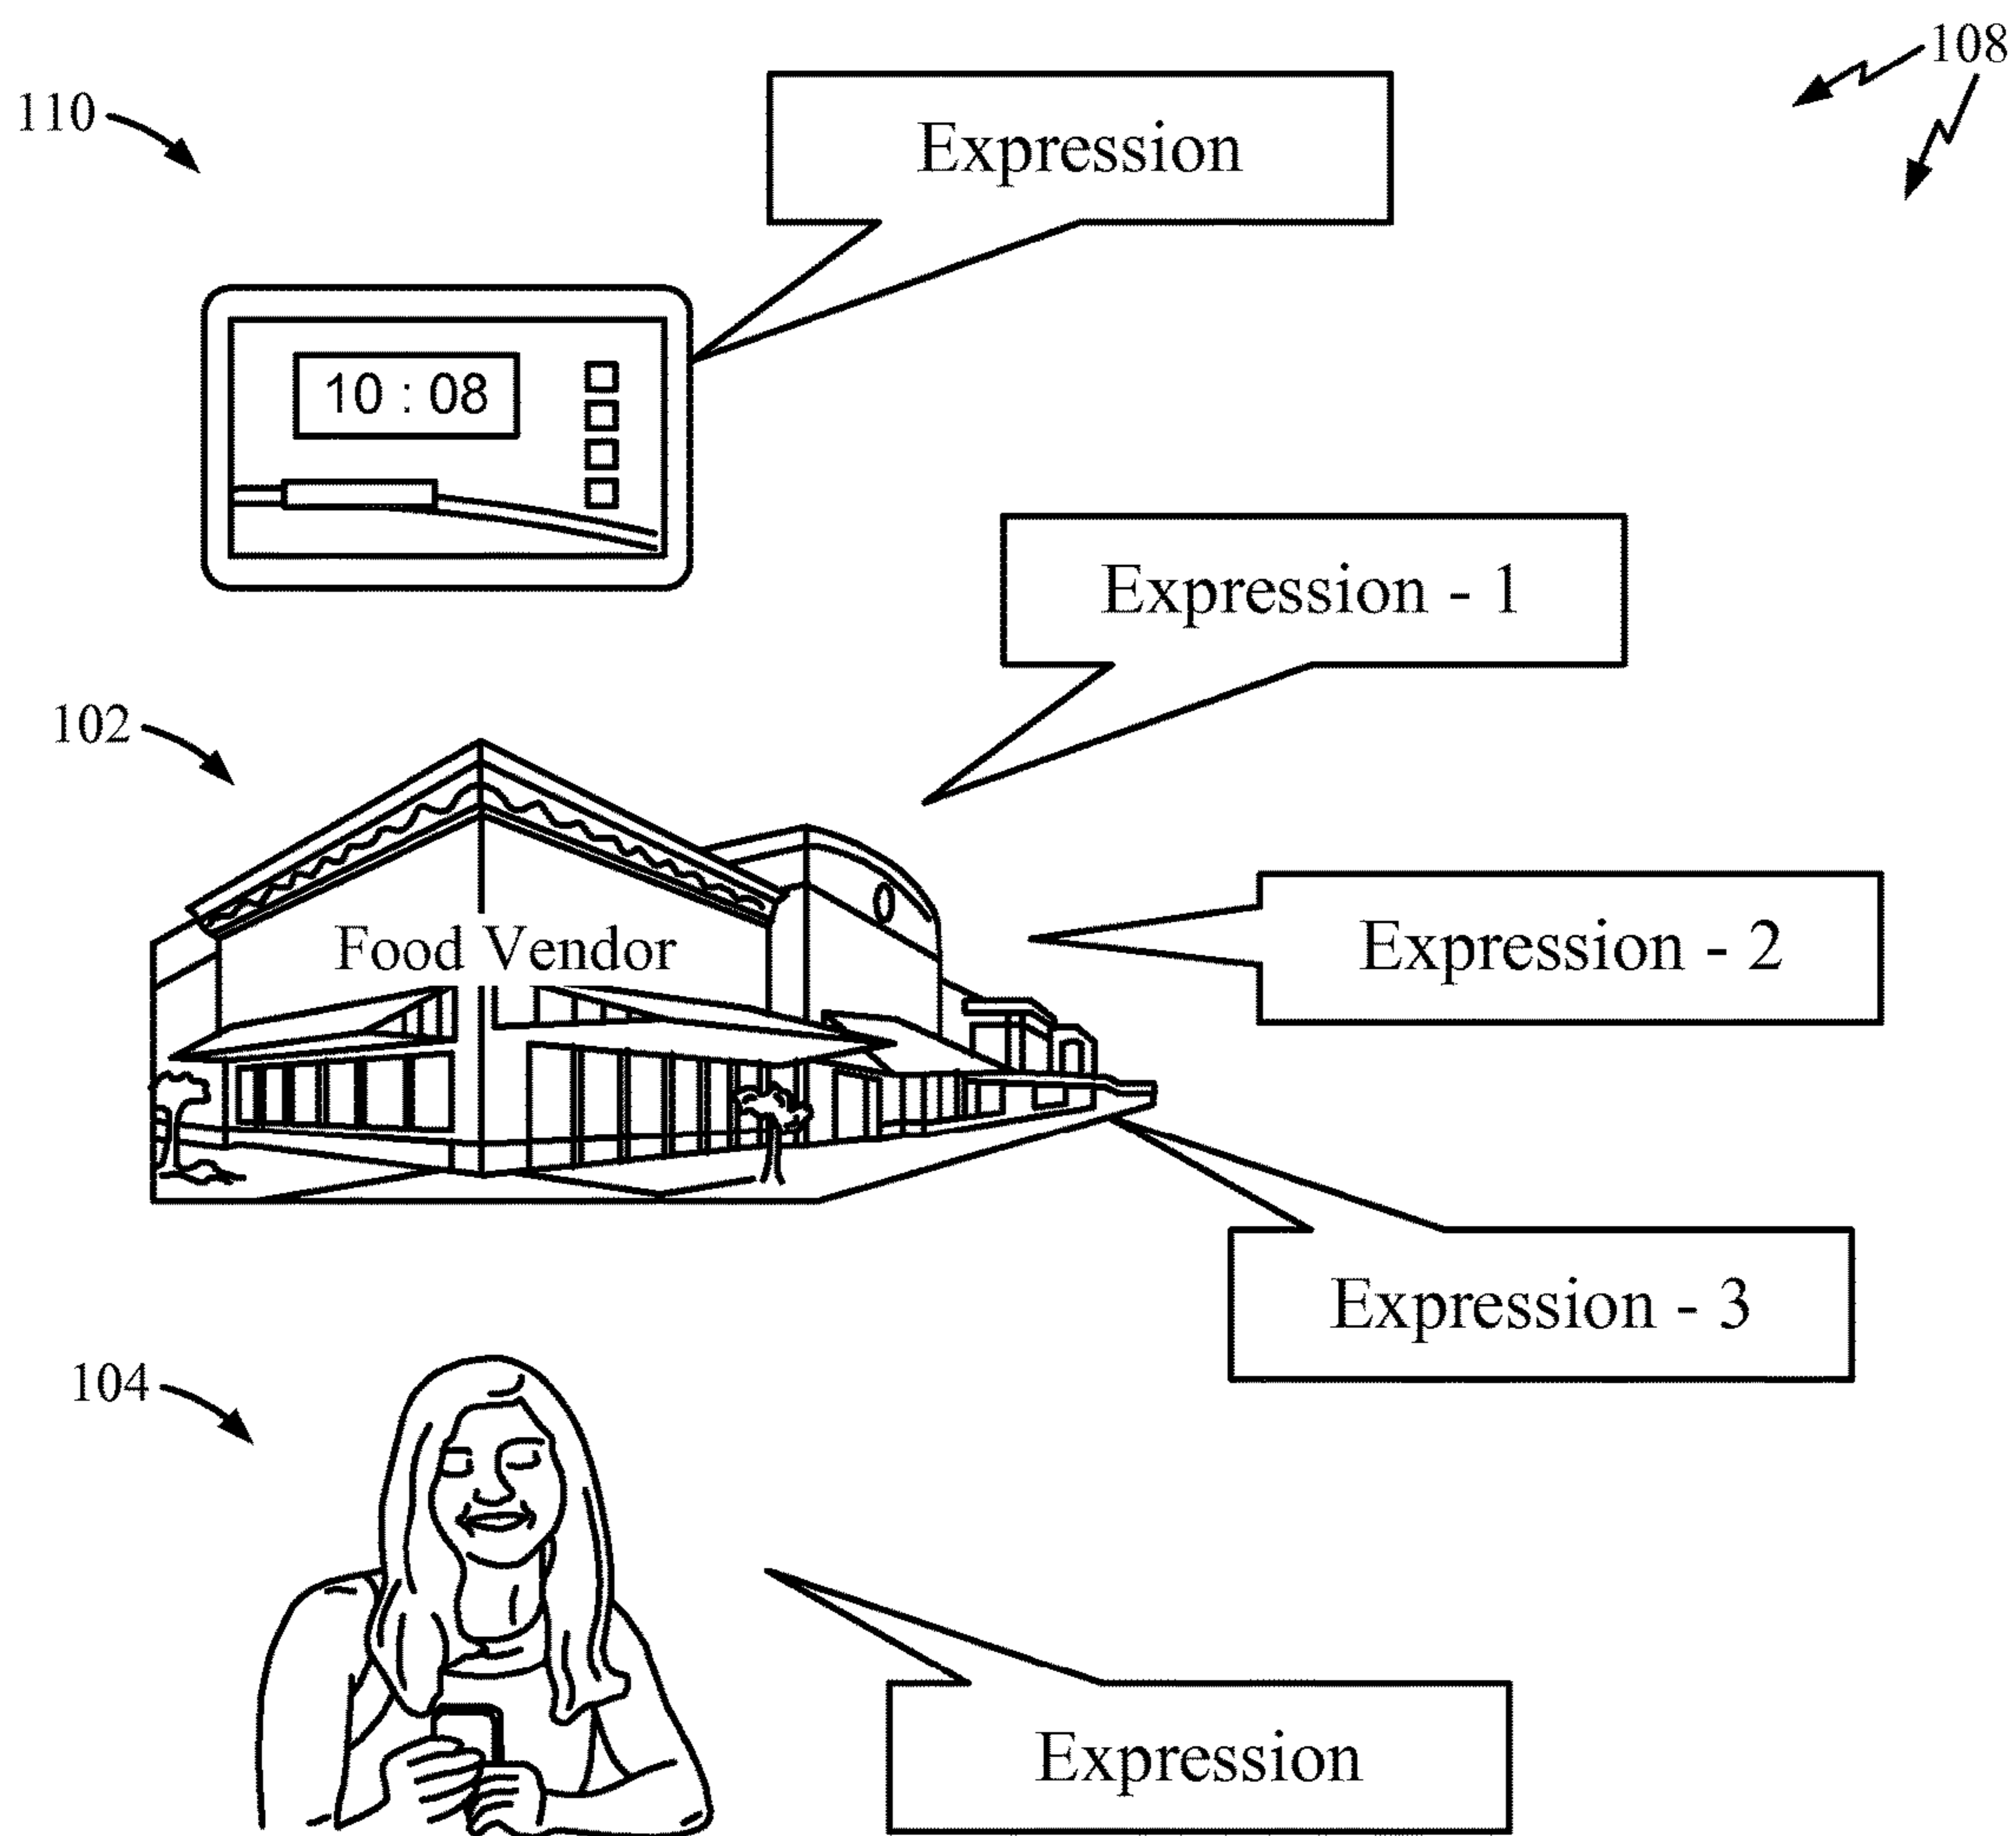 108
110
Expression
10 : 08
Expression - 1
102
Food Vendor
Expression - 2
Expression - 3
104
Expression